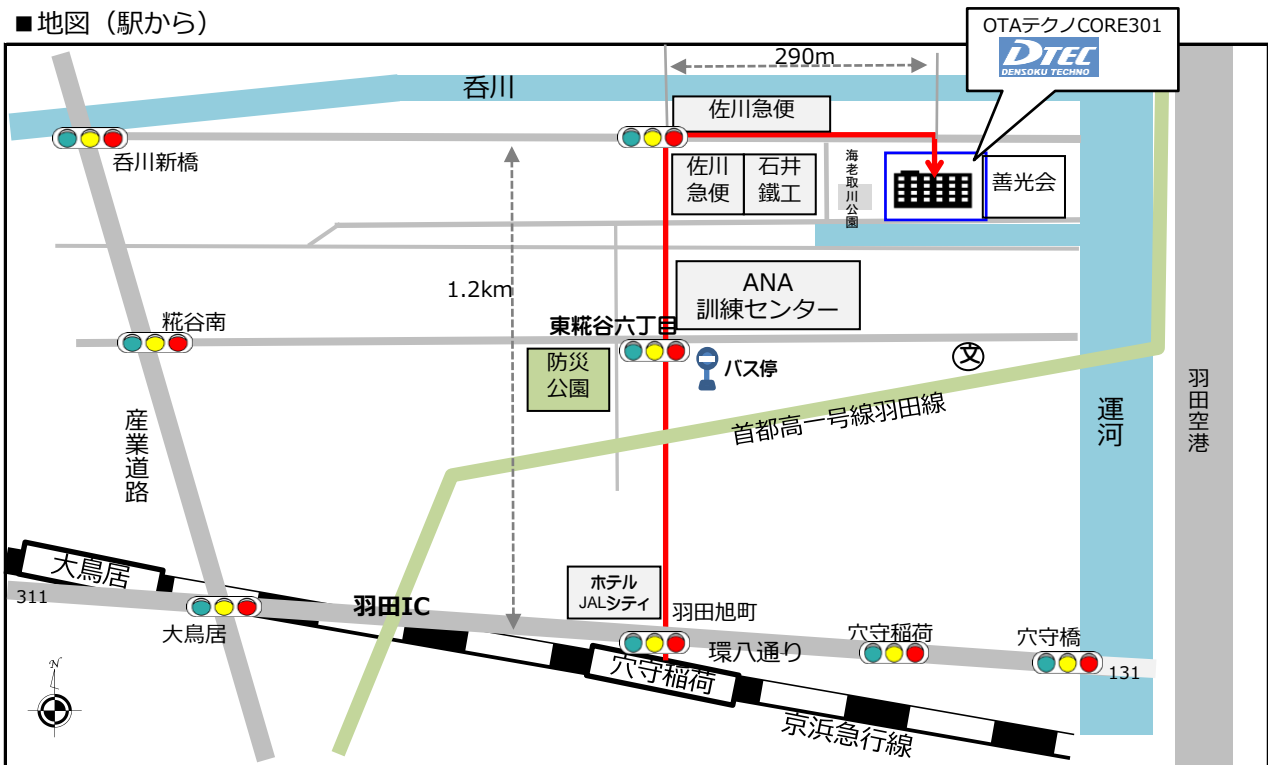 ■地図（駅から）
OTAテクノCORE301
DTEC
DENSOKU TECHNO
290m
呑川
佐川急便
呑川新橋
佐川
急便
石井
鐵工
海老取川公園
善光会
1.2km
ANA
訓練センター
糀谷南
東糀谷六丁目
防災
公園
バス停
文
首都高一号線羽田線
産業道路
運河
羽田空港
大鳥居
311
大鳥居
羽田IC
ホテル
JALシティ
羽田旭町
環八通り
穴守稲荷
穴守橋
131
穴守稲荷
京浜急行線
N